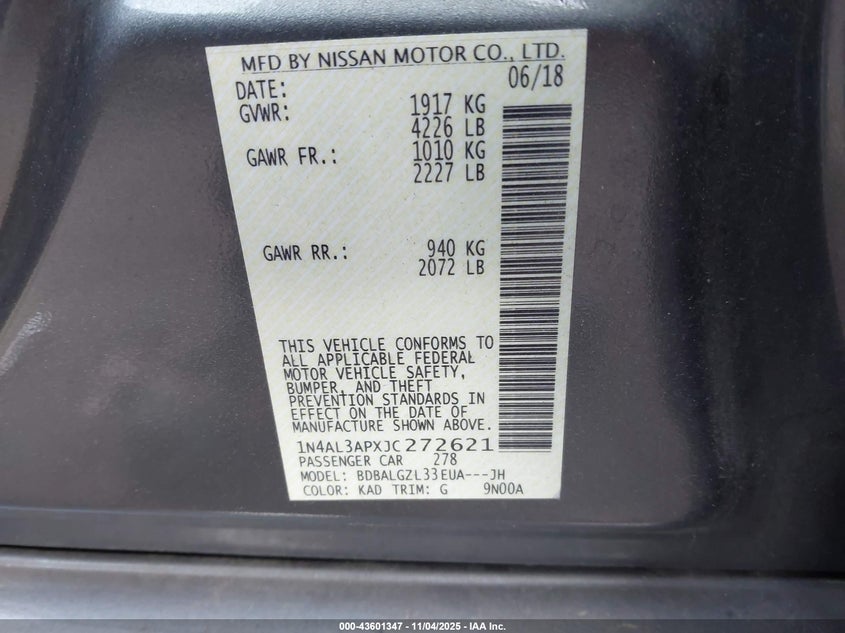 MFD BY NISSAN MOTOR CO., LTD.
DATE: 06/18
GVWR: 1917 KG
4226 LB
GAWR FR.: 1010 KG
2227 LB
GAWR RR.: 940 KG
2072 LB
THIS VEHICLE CONFORMS TO
ALL APPLICABLE FEDERAL
MOTOR VEHICLE SAFETY,
BUMPER, AND THEFT
PREVENTION STANDARDS IN
EFFECT ON THE DATE OF
MANUFACTURE SHOWN ABOVE.
1N4AL3APXJC272621
PASSENGER CAR 278
MODEL: BDBALGZL33EUA---JH
COLOR: KAD TRIM: G 9N00A
000-43601347 - 11/04/2025 - IAA Inc.